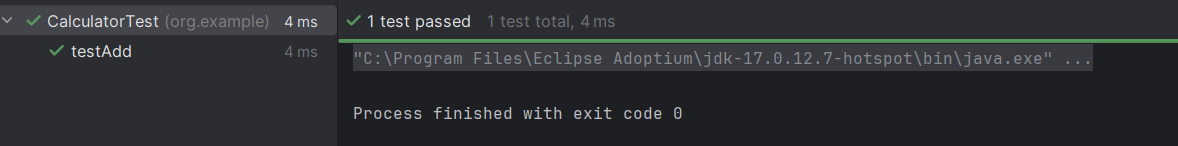 CalculatorTest (org.example) 4 ms
testAdd 4 ms
1 test passed 1 test total, 4 ms
"C:\Program Files\Eclipse Adoptium\jdk-17.0.12.7-hotspot\bin\java.exe" ...
Process finished with exit code 0